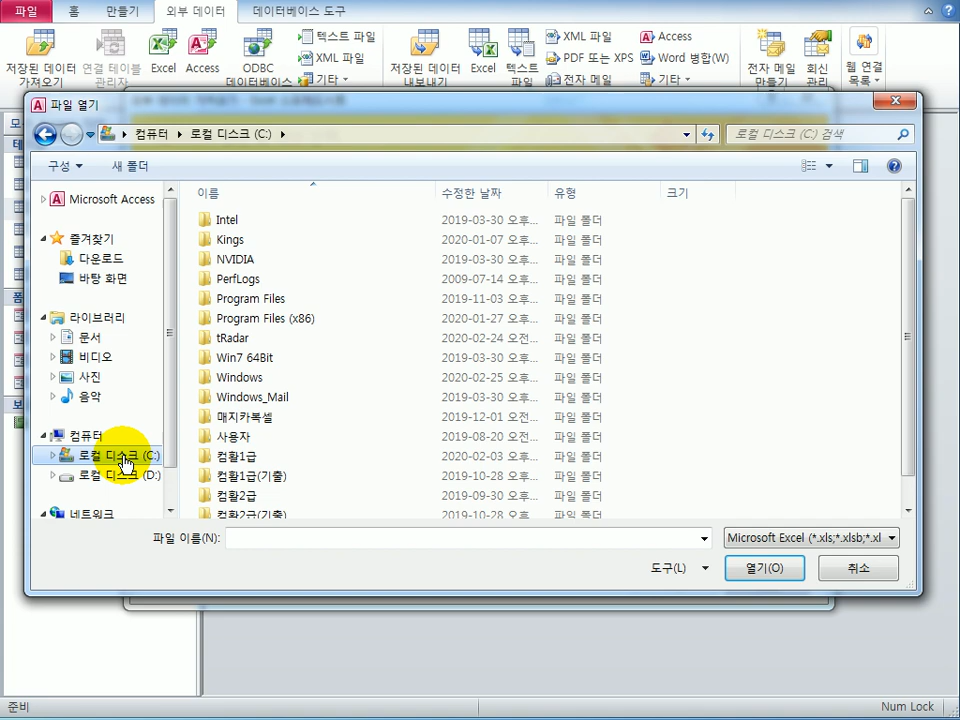 파일 홈 만들기 외부 데이터 데이터베이스 도구
저장된 데이터 가져오기
연결 테이블 관리자
Excel
Access
ODBC 데이터베이스
텍스트 파일
XML 파일
기타
저장된 데이터 내보내기
Excel
텍스트 파일
XML 파일
PDF 또는 XPS
전자 메일
Access
Word 병합(W)
기타
전자 메일 만들기
회신 관리
웹 연결 목록
파일 열기
컴퓨터 로컬 디스크 (C:)
로컬 디스크 (C:) 검색
구성 새 폴더
Microsoft Access
즐겨찾기
다운로드
바탕 화면
라이브러리
문서
비디오
사진
음악
컴퓨터
로컬 디스크 (C:)
로컬 디스크 (D:)
네트워크
이름 수정한 날짜 유형 크기
Intel 2019-03-30 오후... 파일 폴더
Kings 2020-01-07 오후... 파일 폴더
NVIDIA 2019-03-30 오후... 파일 폴더
PerfLogs 2009-07-14 오후... 파일 폴더
Program Files 2019-11-03 오후... 파일 폴더
Program Files (x86) 2020-01-27 오후... 파일 폴더
tRadar 2020-02-24 오전... 파일 폴더
Win7 64Bit 2019-03-30 오후... 파일 폴더
Windows 2020-02-25 오후... 파일 폴더
Windows_Mail 2019-03-30 오후... 파일 폴더
매지카복셀 2019-12-01 오전... 파일 폴더
사용자 2019-08-20 오전... 파일 폴더
컴활1급 2020-02-03 오후... 파일 폴더
컴활1급(기출) 2019-10-28 오후... 파일 폴더
컴활2급 2019-09-30 오후... 파일 폴더
컴활2급(기출) 2019-10-28 오후... 파일 폴더
파일 이름(N): Microsoft Excel (*.xls;*.xlsb;*.xl
도구(L) 열기(O) 취소
준비 Num Lock